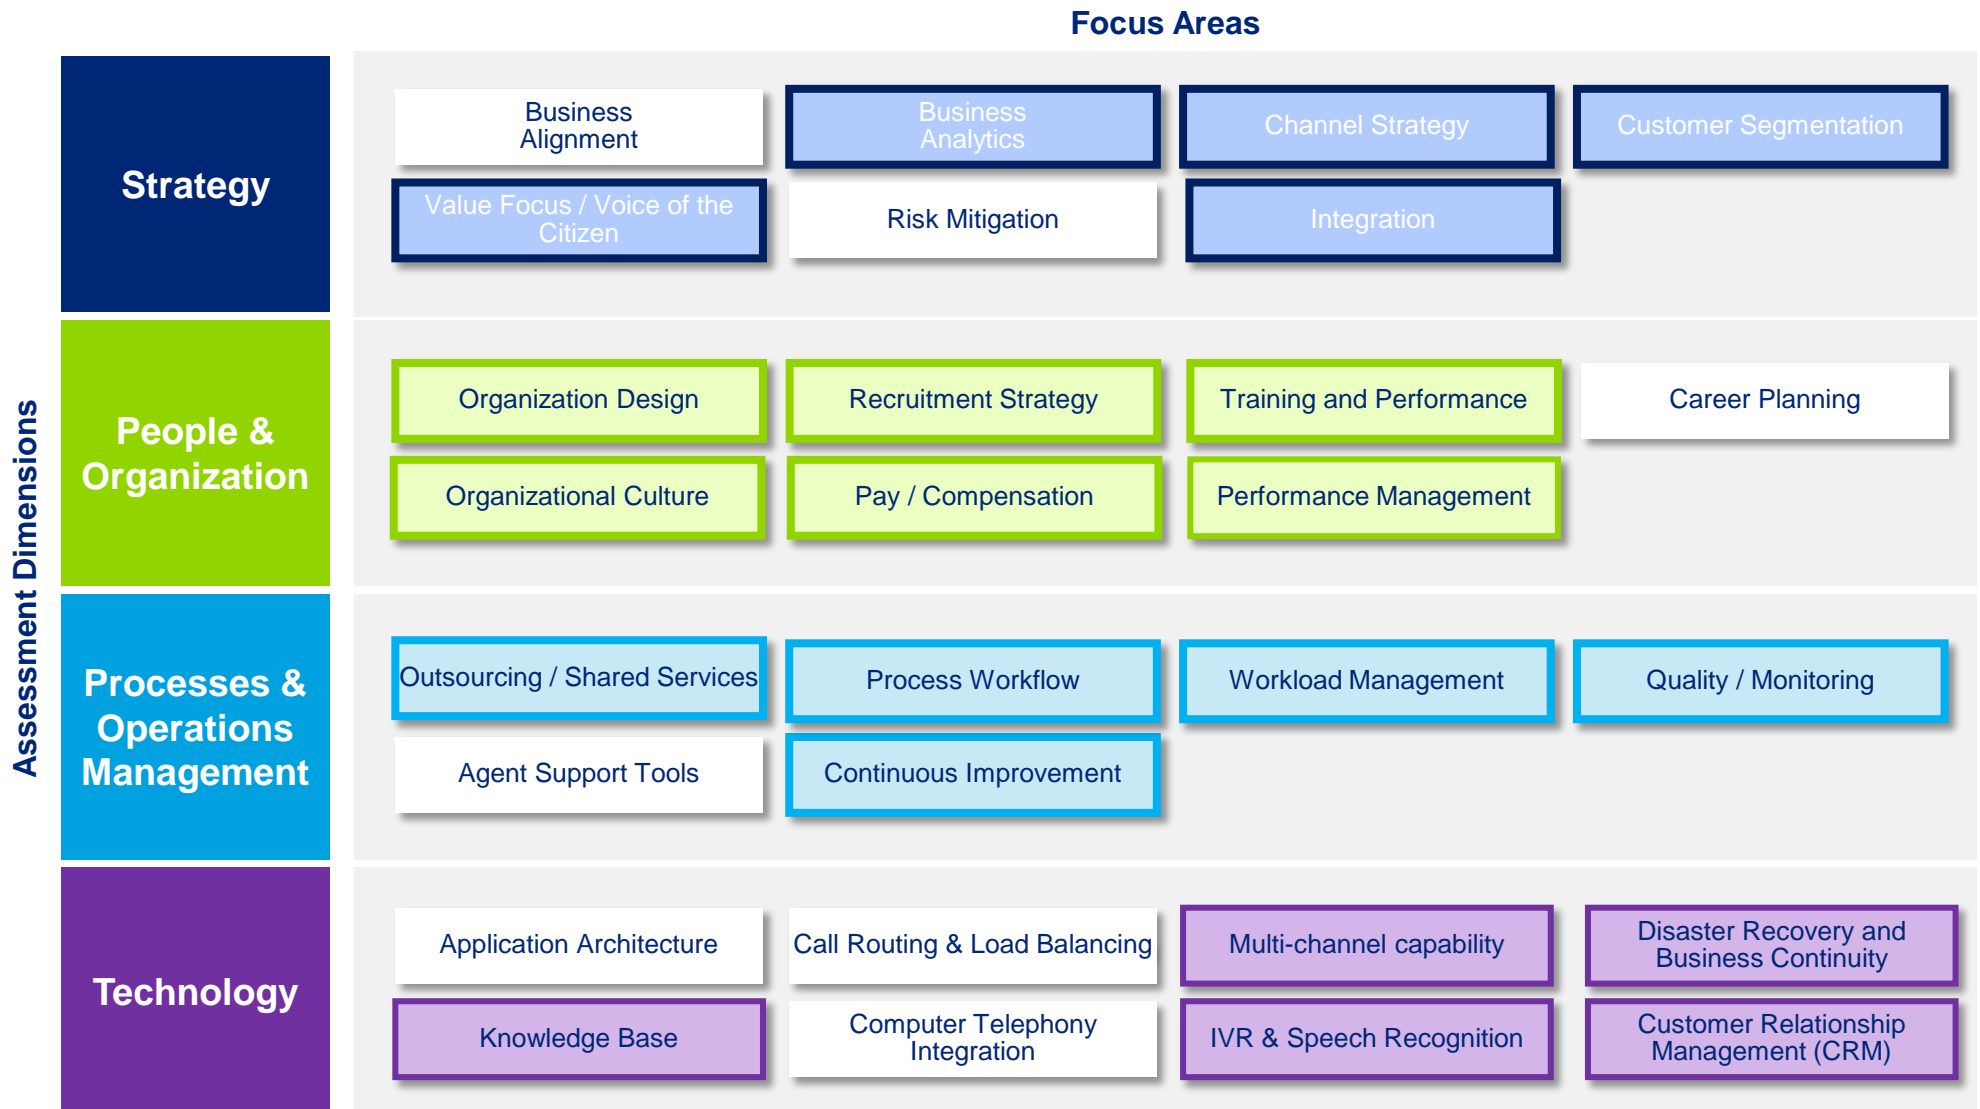 Focus Areas
Assessment Dimensions
Strategy
Business
Alignment
Business
Analytics
Channel Strategy
Customer Segmentation
Value Focus / Voice of the
Citizen
Risk Mitigation
Integration
People &
Organization
Organization Design
Recruitment Strategy
Training and Performance
Career Planning
Organizational Culture
Pay / Compensation
Performance Management
Processes &
Operations
Management
Outsourcing / Shared Services
Process Workflow
Workload Management
Quality / Monitoring
Agent Support Tools
Continuous Improvement
Technology
Application Architecture
Call Routing & Load Balancing
Multi-channel capability
Disaster Recovery and
Business Continuity
Knowledge Base
Computer Telephony
Integration
IVR & Speech Recognition
Customer Relationship
Management (CRM)